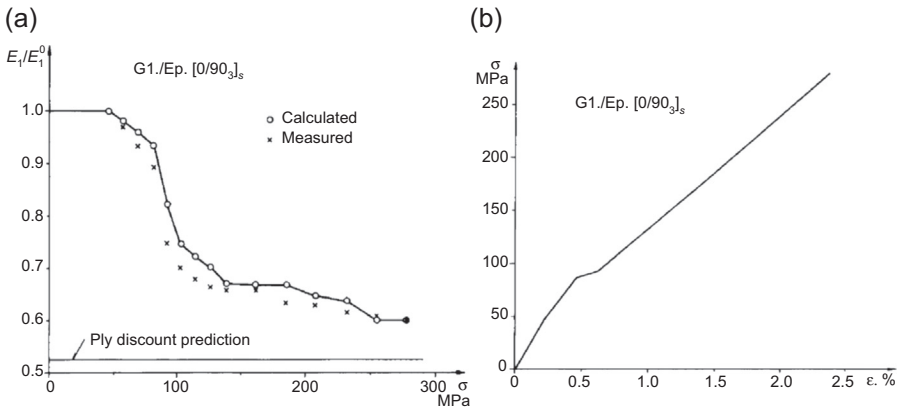 (a)
E₁/E₁⁰
G1./Ep. [0/90₃]ₛ
Calculated
Measured
1.0
0.9
0.8
0.7
0.6
0.5
Ply discount prediction
0
100
200
300
σ
MPa
(b)
σ
MPa
G1./Ep. [0/90₃]ₛ
250
200
150
100
50
0
0
0.5
1.0
1.5
2.0
2.5
ε. %